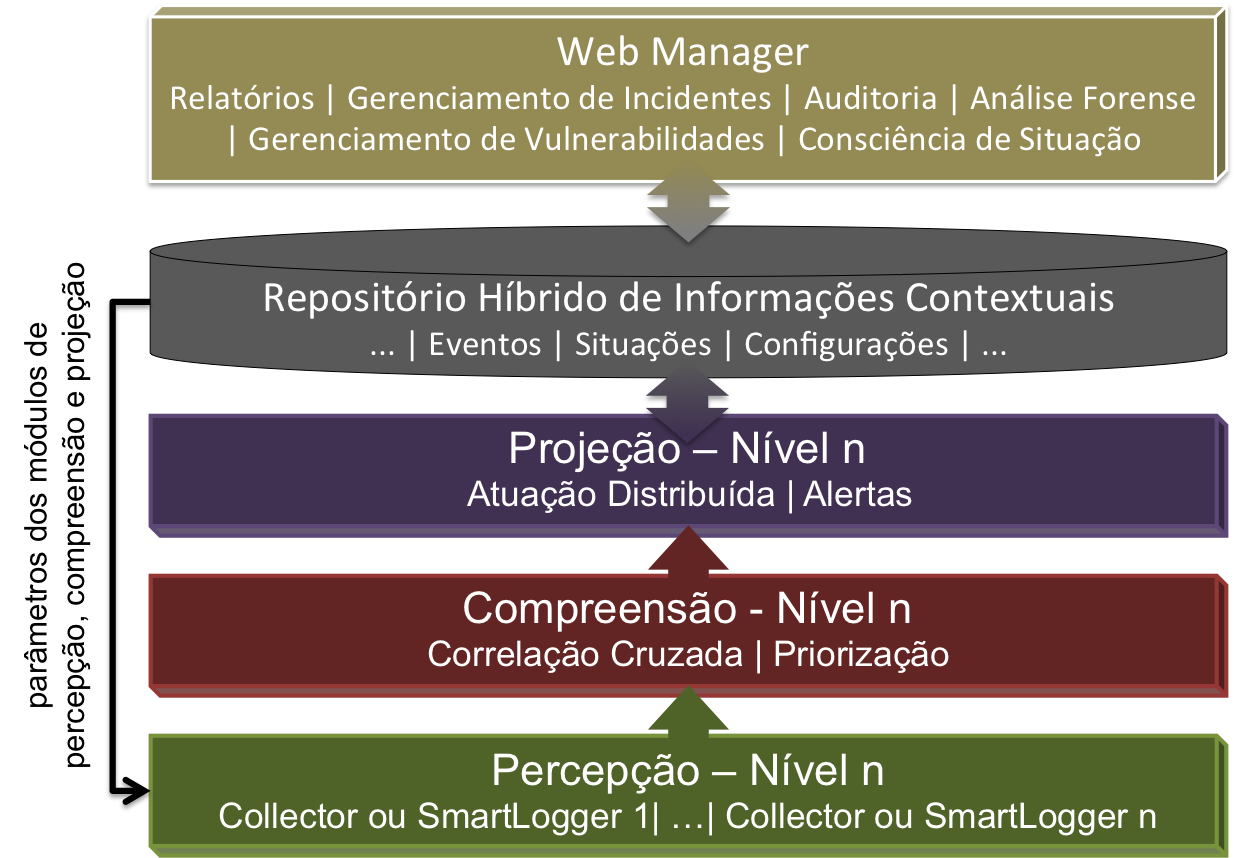 Web Manager
Relatórios | Gerenciamento de Incidentes | Auditoria | Análise Forense
| Gerenciamento de Vulnerabilidades | Consciência de Situação
Repositório Híbrido de Informações Contextuais
... | Eventos | Situações | Configurações | ...
parâmetros dos módulos de
percepção, compreensão e projeção
Projeção – Nível n
Atuação Distribuída | Alertas
Compreensão - Nível n
Correlação Cruzada | Priorização
Percepção – Nível n
Collector ou SmartLogger 1| …| Collector ou SmartLogger n